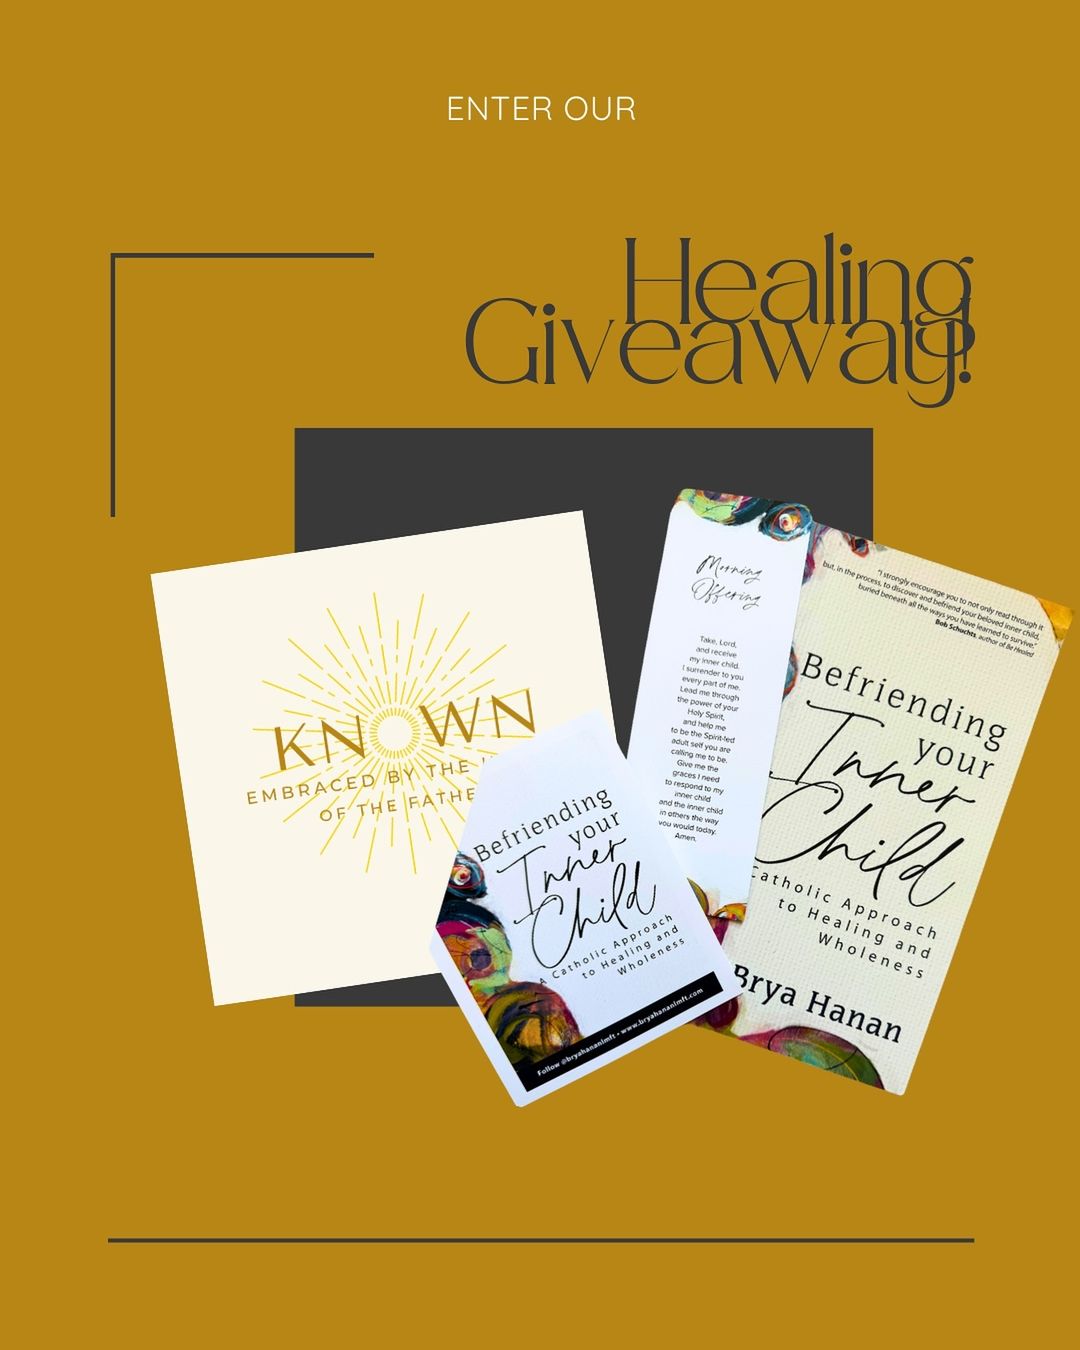 ENTER OUR
Healing
Giveaway!
KNOWN
EMBRACED BY THE
OF THE
Morning
Offering
Take, Lord,
and receive
my inner child.
I surrender to you
every part of me.
Lead me through
the power of your
Holy Spirit,
and help me
to be the Spirit-led
adult self you are
calling me to be.
Give me the
graces I need
to respond to my
inner child
and the inner child
in others the way
you would today.
Amen.
"I strongly encourage you to not only read through it
but, in the process, to discover and befriend your beloved inner child,
buried beneath all the ways you have learned to survive."
Bob Schuchts, author of Be Healed
Befriending
your
Inner
Child
Catholic Approach
to Healing and
Wholeness
Brya Hanan
Befriending
your
Inner
Child
A Catholic Approach
to Healing and
Wholeness
Follow @bryahananlmft • www.bryahananlmft.com